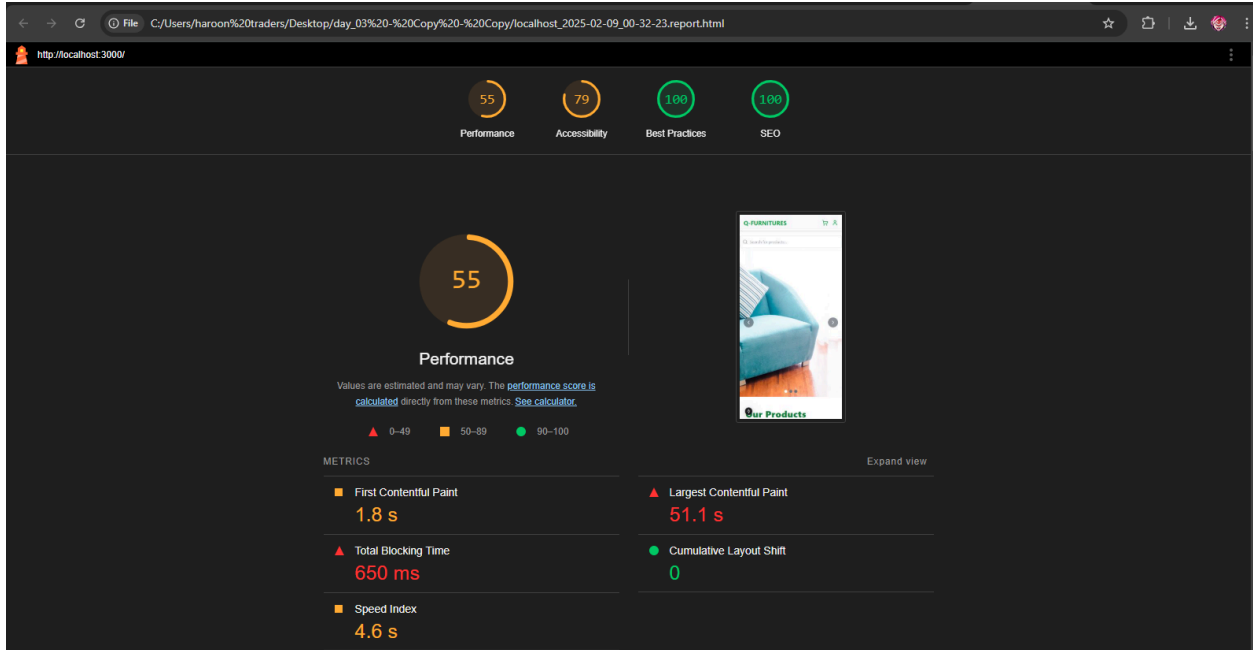 File C:/Users/haroon%20traders/Desktop/day_03%20-%20Copy%20-%20Copy/localhost_2025-02-09_00-32-23.report.html
http://localhost:3000/
55 79 100 100
Performance Accessibility Best Practices SEO
55
Performance
Values are estimated and may vary. The performance score is
calculated directly from these metrics. See calculator.
0–49 50–89 90–100
Q-FURNITURES
Search for products...
Our Products
METRICS Expand view
First Contentful Paint
1.8 s
Largest Contentful Paint
51.1 s
Total Blocking Time
650 ms
Cumulative Layout Shift
0
Speed Index
4.6 s